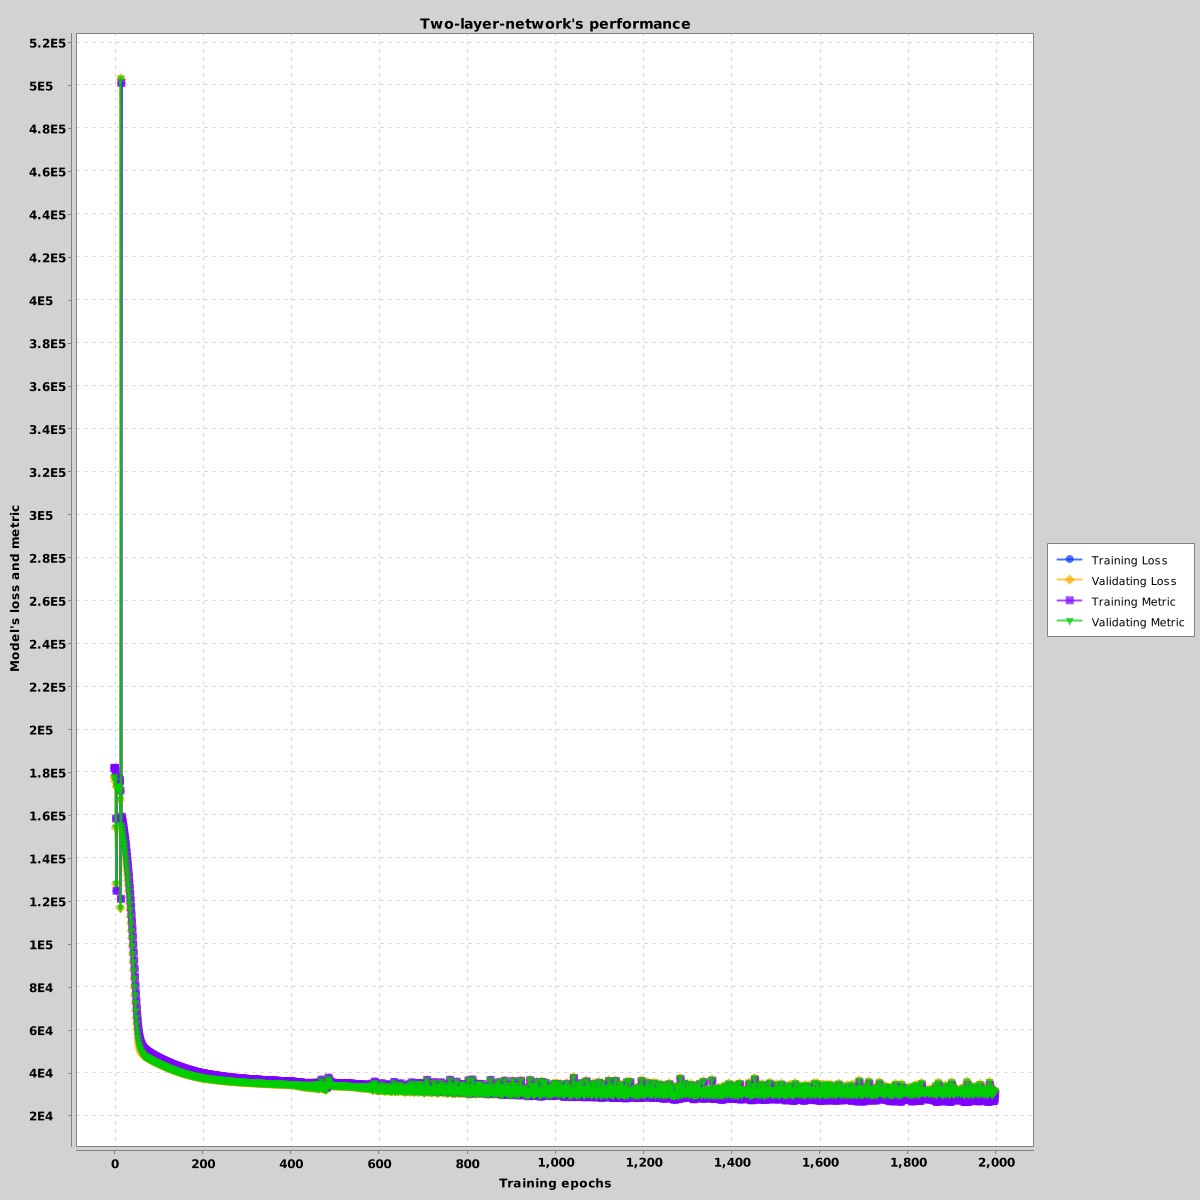 Two-layer-network's performance
5.2E5
5E5
4.8E5
4.6E5
4.4E5
4.2E5
4E5
3.8E5
3.6E5
3.4E5
3.2E5
3E5
2.8E5
2.6E5
2.4E5
2.2E5
2E5
1.8E5
1.6E5
1.4E5
1.2E5
1E5
8E4
6E4
4E4
2E4
Model's loss and metric
0
200
400
600
800
1,000
1,200
1,400
1,600
1,800
2,000
Training epochs
Training Loss
Validating Loss
Training Metric
Validating Metric